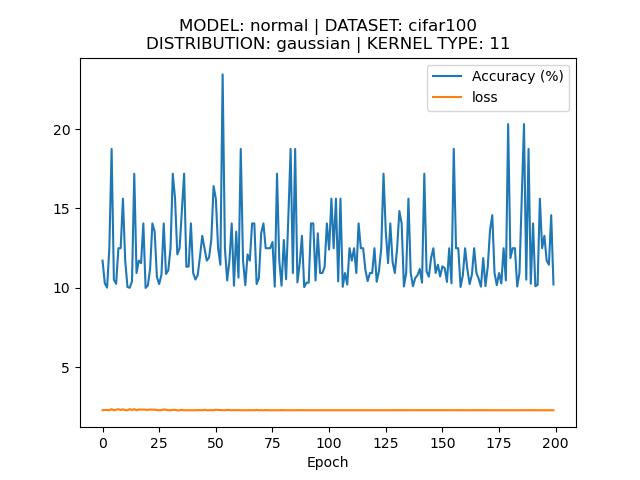 MODEL: normal | DATASET: cifar100
DISTRIBUTION: gaussian | KERNEL TYPE: 11
Accuracy (%)
loss
20
15
10
5
0 25 50 75 100 125 150 175 200
Epoch